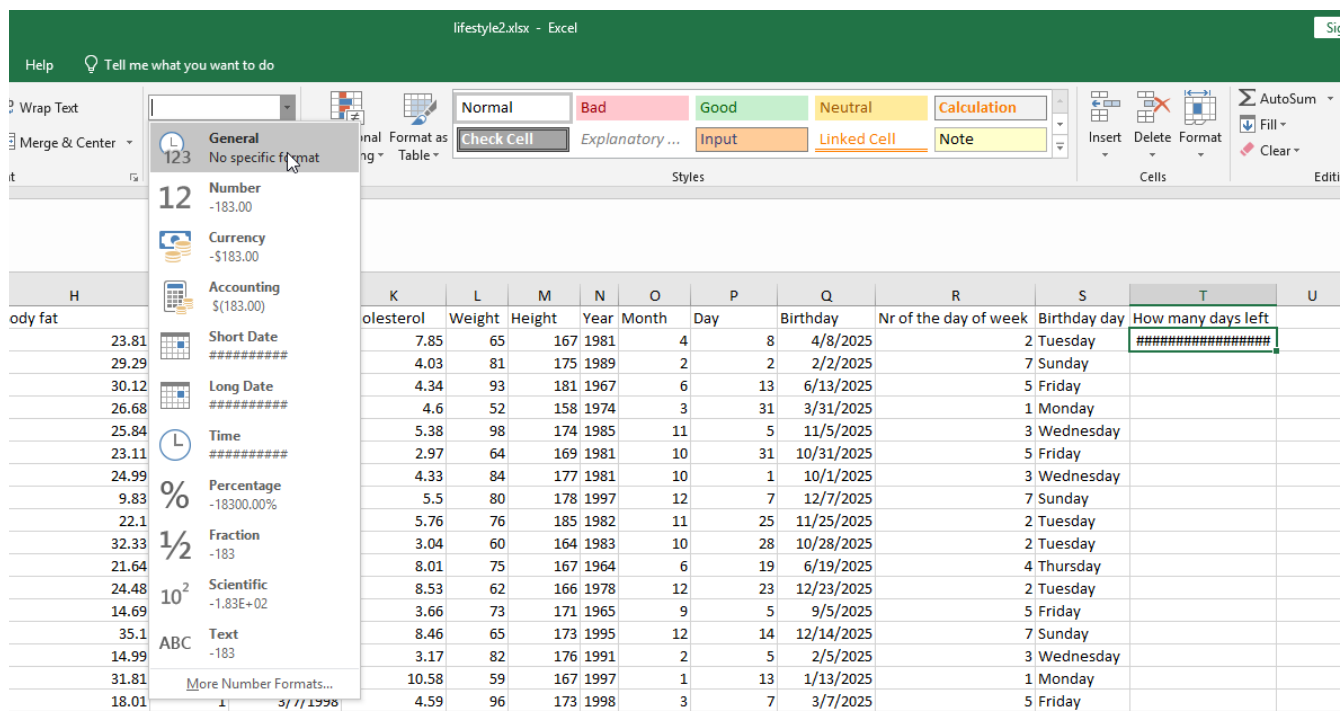 lifestyle2.xlsx - Excel
Help Tell me what you want to do
Wrap Text
Merge & Center
Format as
Table
Normal Bad Good Neutral Calculation
Check Cell Explanatory ... Input Linked Cell Note
Styles
Insert Delete Format
Cells
AutoSum
Fill
Clear
General
No specific format
12 Number
-183.00
Currency
-$183.00
Accounting
$(183.00)
Short Date
##########
Long Date
##########
Time
##########
% Percentage
-18300.00%
1/2 Fraction
-183
10² Scientific
-1.83E+02
ABC Text
-183
More Number Formats...
H K L M N O P Q R S T U
ody fat olesterol Weight Height Year Month Day Birthday Nr of the day of week Birthday day How many days left
23.81 7.85 65 167 1981 4 8 4/8/2025 2 Tuesday #################
29.29 4.03 81 175 1989 2 2 2/2/2025 7 Sunday
30.12 4.34 93 181 1967 6 13 6/13/2025 5 Friday
26.68 4.6 52 158 1974 3 31 3/31/2025 1 Monday
25.84 5.38 98 174 1985 11 5 11/5/2025 3 Wednesday
23.11 2.97 64 169 1981 10 31 10/31/2025 5 Friday
24.99 4.33 84 177 1981 10 1 10/1/2025 3 Wednesday
9.83 5.5 80 178 1997 12 7 12/7/2025 7 Sunday
22.1 5.76 76 185 1982 11 25 11/25/2025 2 Tuesday
32.33 3.04 60 164 1983 10 28 10/28/2025 2 Tuesday
21.64 8.01 75 167 1964 6 19 6/19/2025 4 Thursday
24.48 8.53 62 166 1978 12 23 12/23/2025 2 Tuesday
14.69 3.66 73 171 1965 9 5 9/5/2025 5 Friday
35.1 8.46 65 173 1995 12 14 12/14/2025 7 Sunday
14.99 3.17 82 176 1991 2 5 2/5/2025 3 Wednesday
31.81 10.58 59 167 1997 1 13 1/13/2025 1 Monday
18.01 1 3/7/1998 4.59 96 173 1998 3 7 3/7/2025 5 Friday